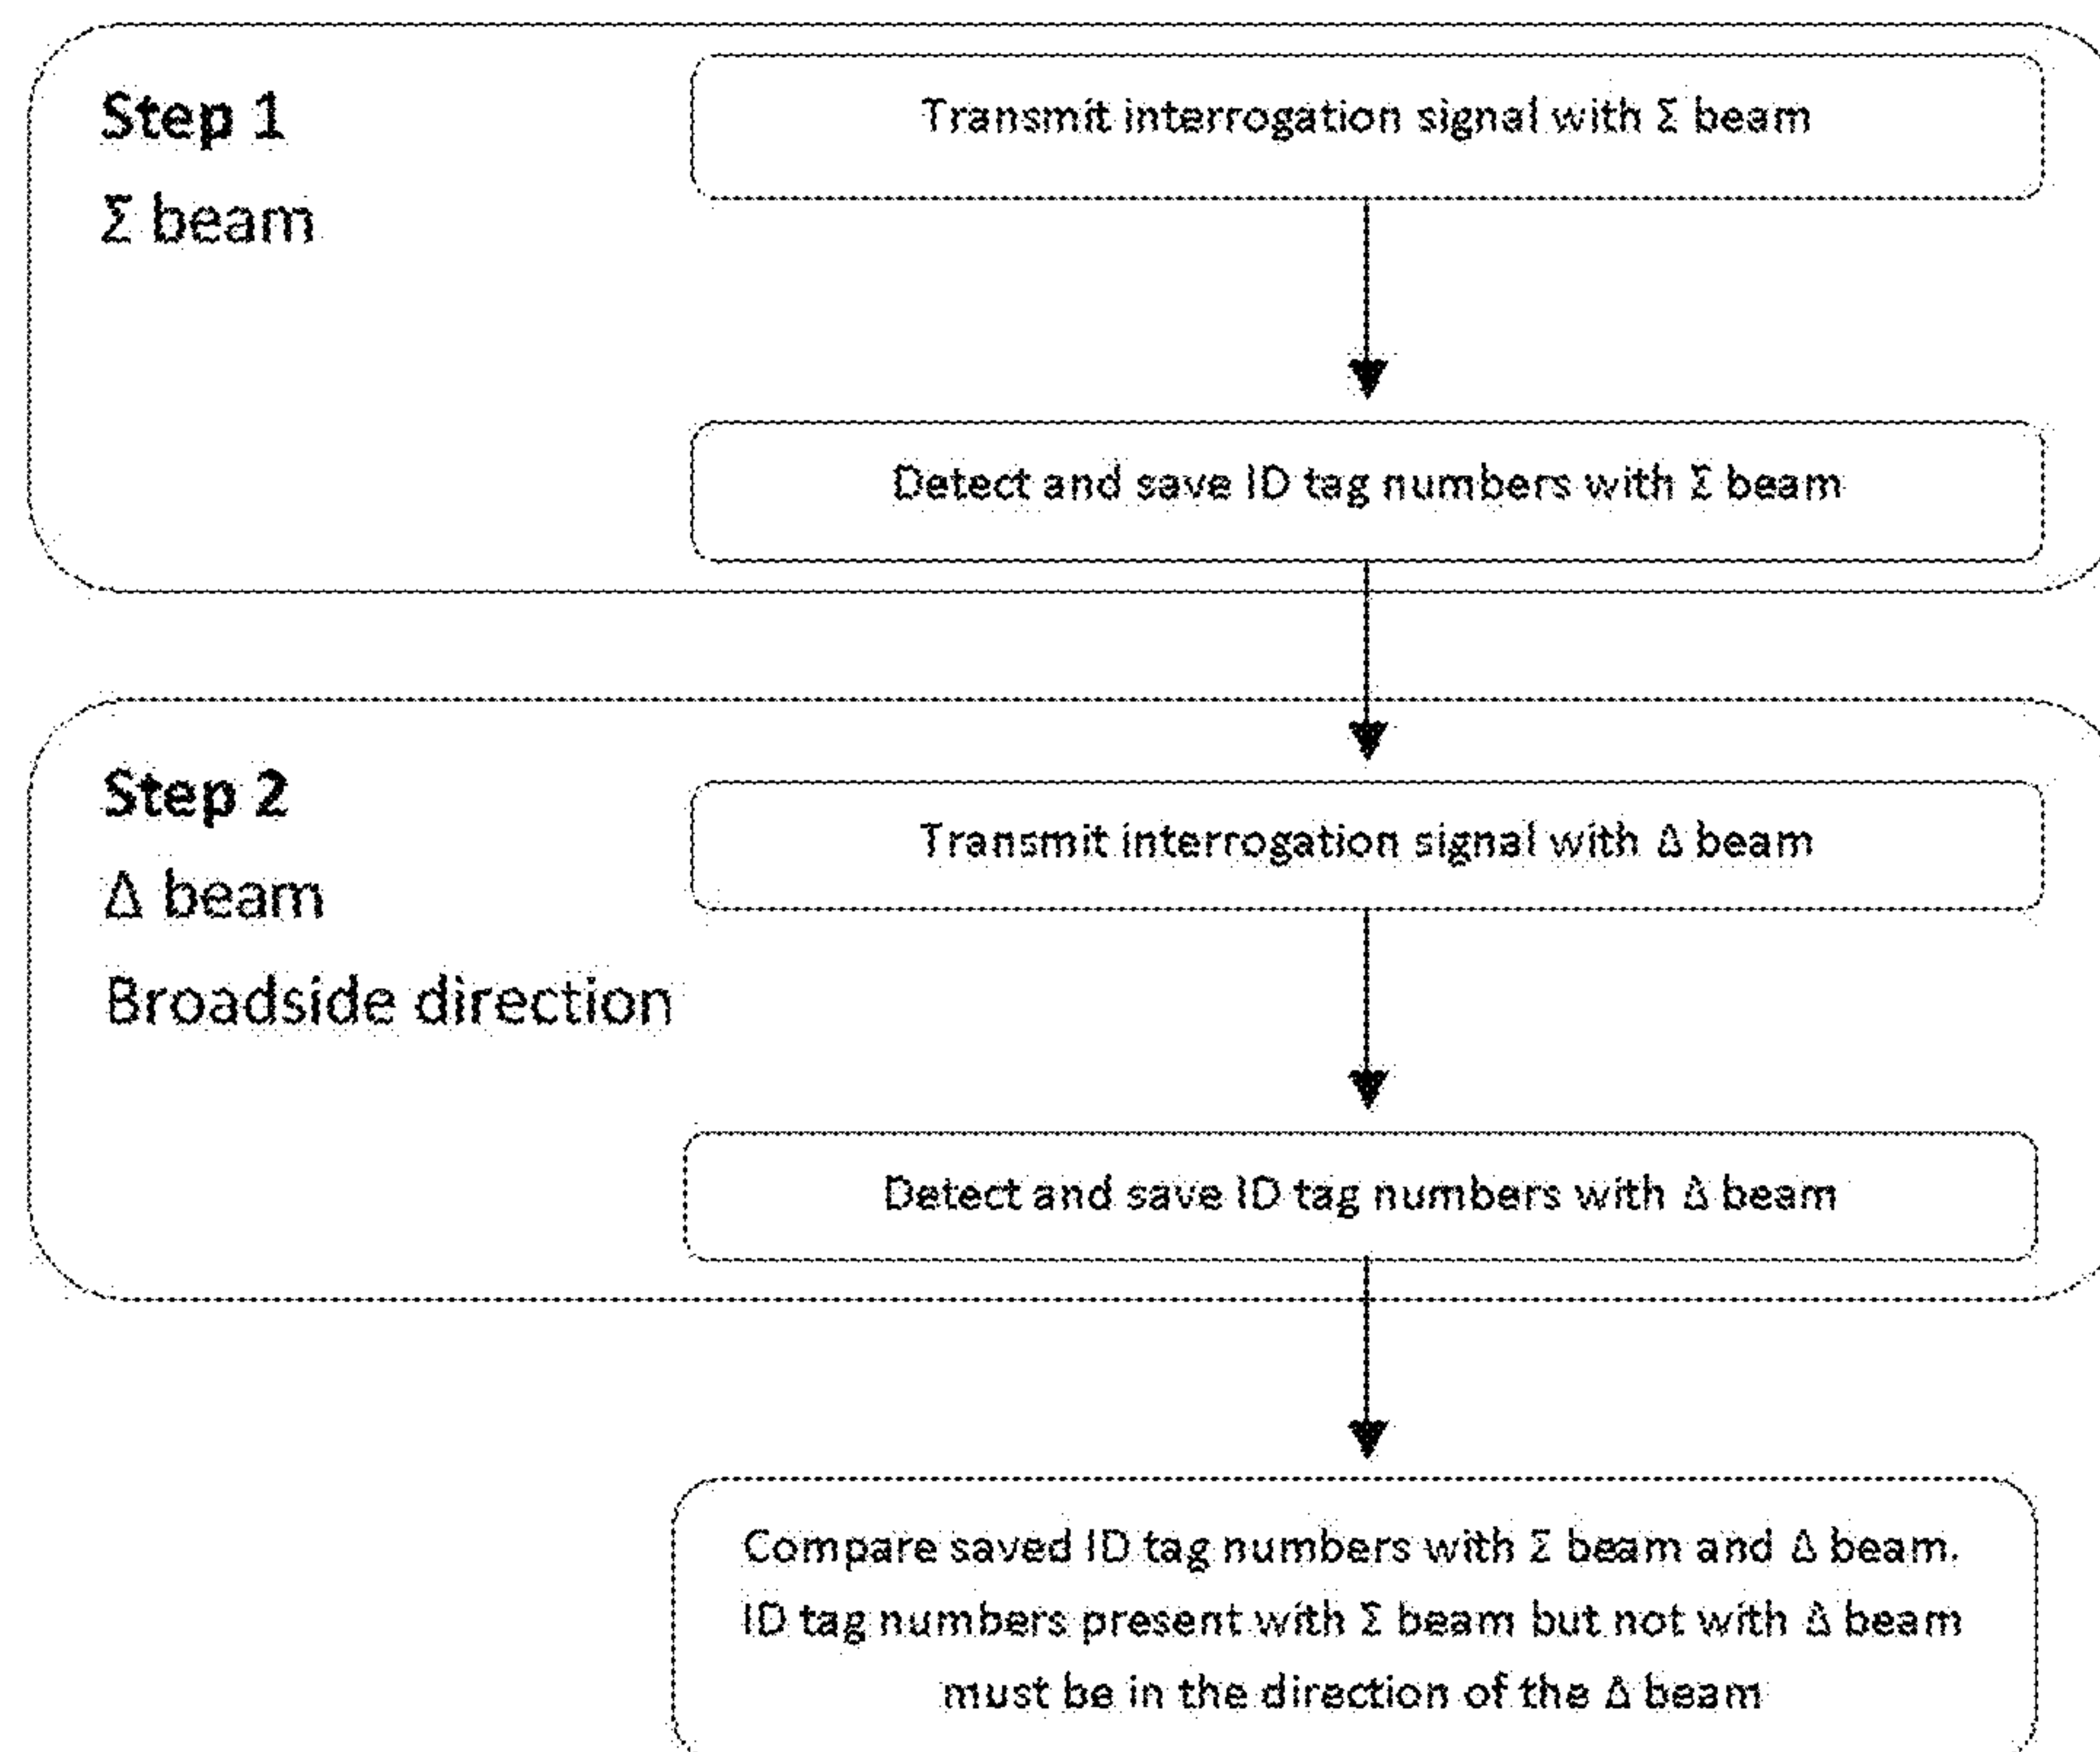 Step 1
Σ beam
Transmit interrogation signal with Σ beam
Detect and save ID tag numbers with Σ beam
Step 2
Δ beam
Broadside direction
Transmit interrogation signal with Δ beam
Detect and save ID tag numbers with Δ beam
Compare saved ID tag numbers with Σ beam and Δ beam.
ID tag numbers present with Σ beam but not with Δ beam
must be in the direction of the Δ beam